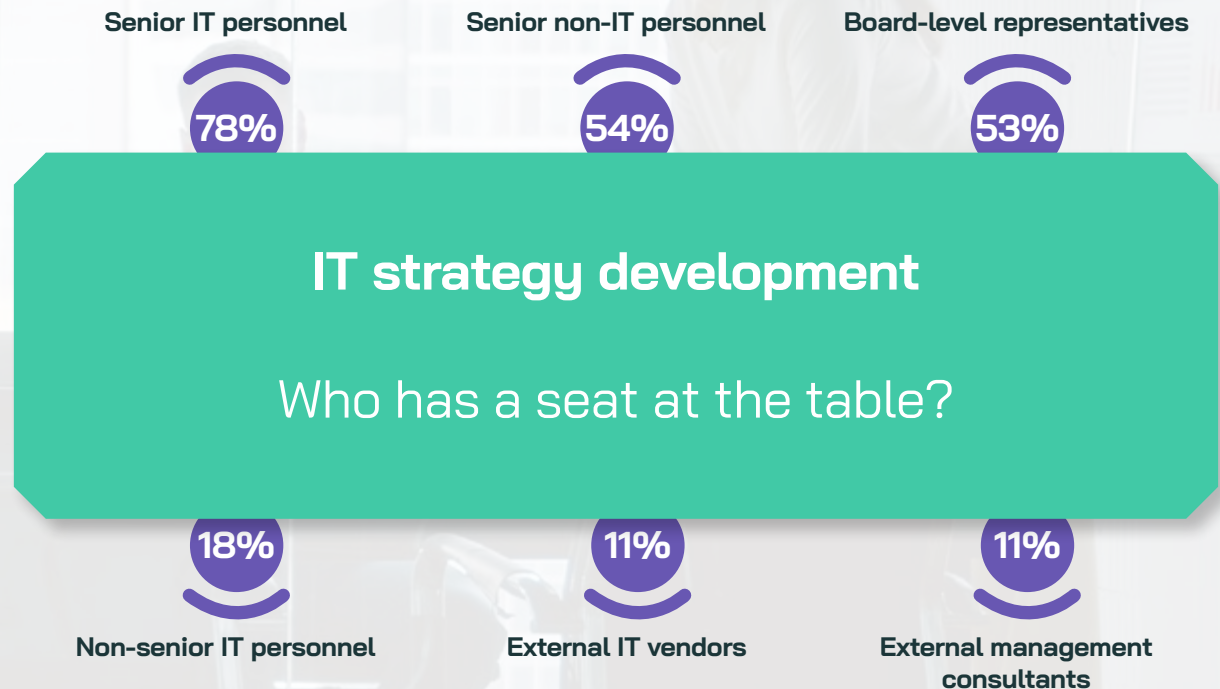 Senior IT personnel
Senior non-IT personnel
Board-level representatives
78%
54%
53%
IT strategy development
Who has a seat at the table?
18%
11%
11%
Non-senior IT personnel
External IT vendors
External management
consultants